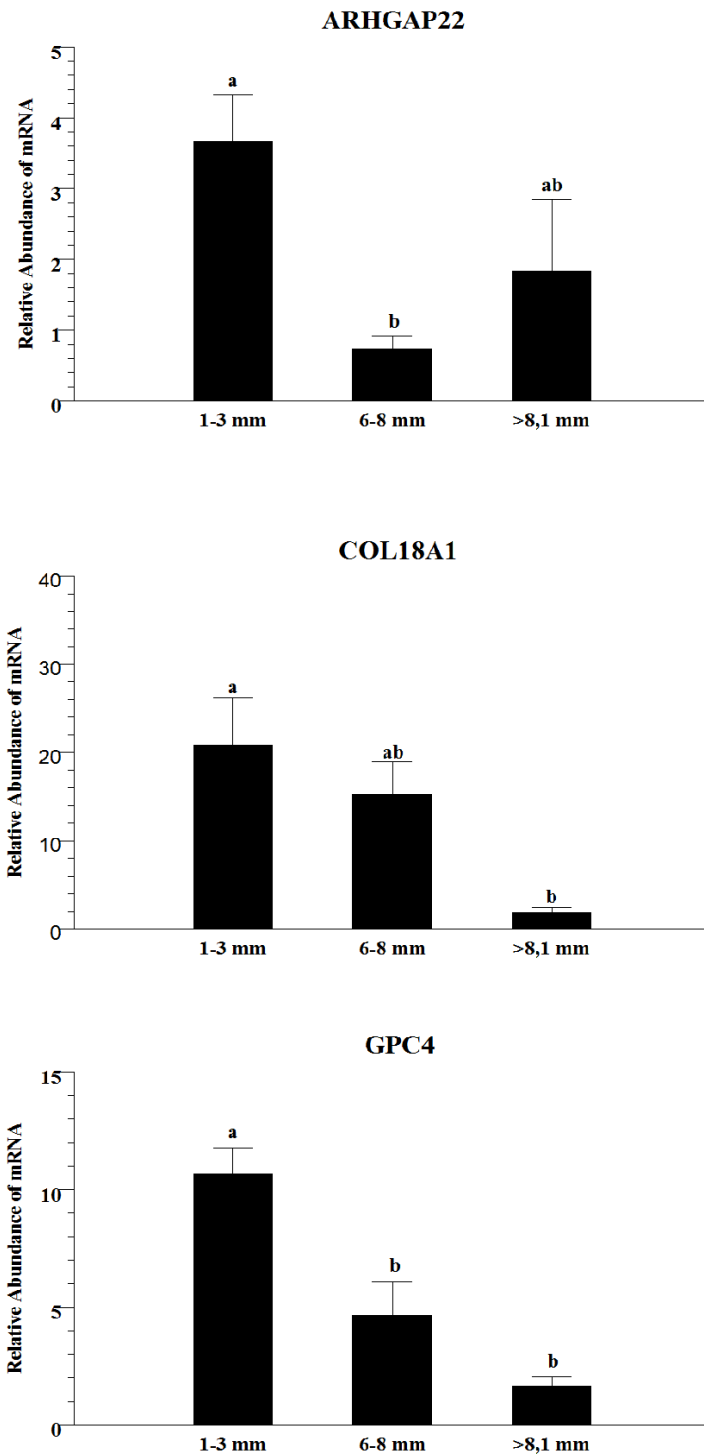 ARHGAP22
Relative Abundance of mRNA
5
4
3
2
1
0
a
b
ab
1-3 mm 6-8 mm >8,1 mm
COL18A1
Relative Abundance of mRNA
40
30
20
10
0
a
ab
b
1-3 mm 6-8 mm >8,1 mm
GPC4
Relative Abundance of mRNA
15
10
5
0
a
b
b
1-3 mm 6-8 mm >8,1 mm